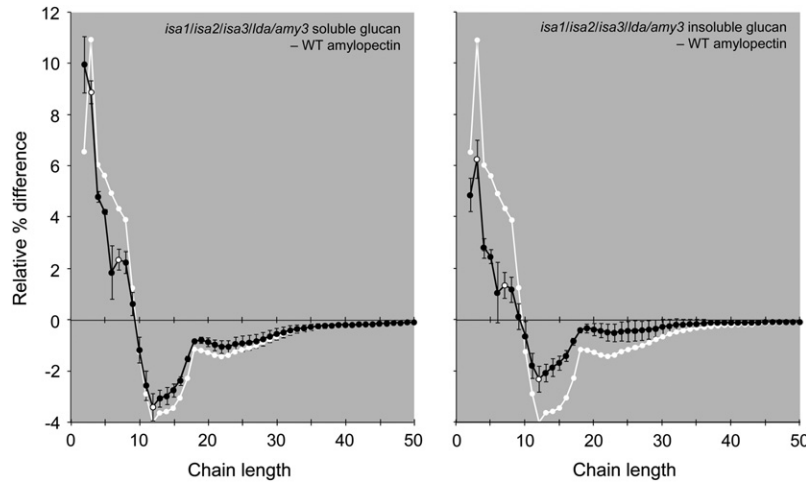 isa1/isa2/isa3/lda/amy3 soluble glucan
– WT amylopectin
isa1/isa2/isa3/lda/amy3 insoluble glucan
– WT amylopectin
Relative % difference
12
10
8
6
4
2
0
-2
-4
0 10 20 30 40 50
0 10 20 30 40 50
Chain length
Chain length